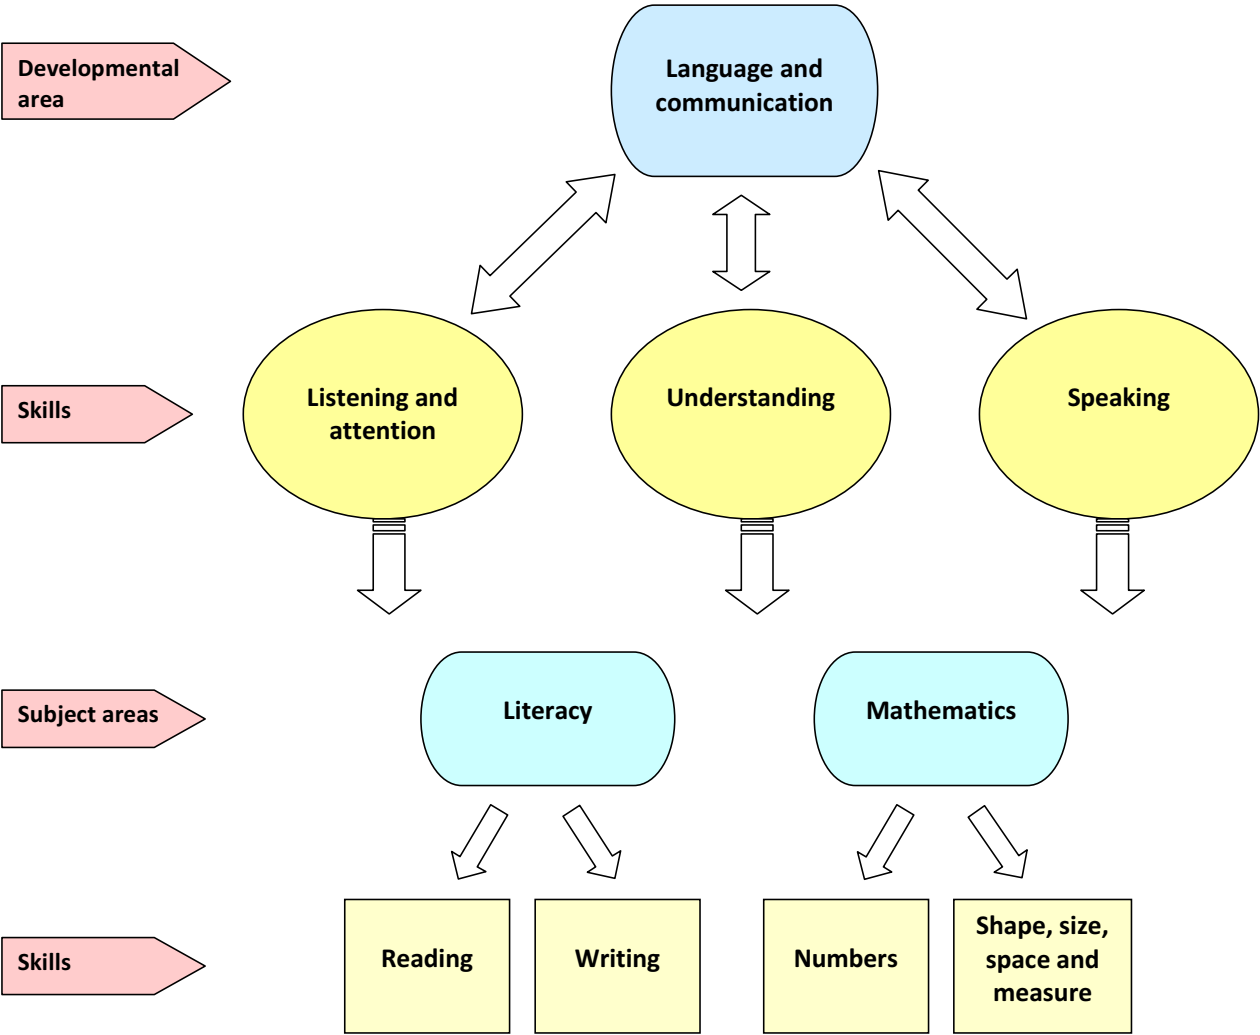 Developmental
area
Language and
communication
Skills
Listening and
attention
Understanding
Speaking
Subject areas
Literacy
Mathematics
Skills
Reading
Writing
Numbers
Shape, size,
space and
measure